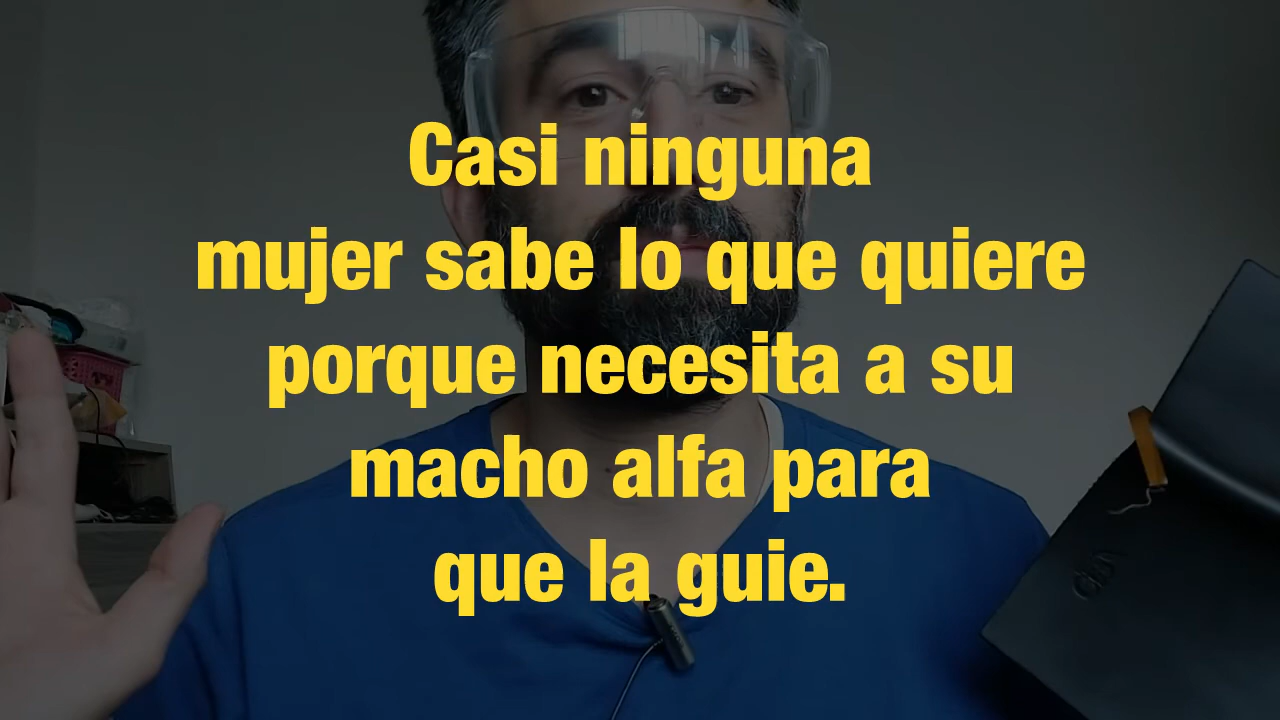 Casi ninguna
mujer sabe lo que quiere
porque necesita a su
macho alfa para
que la guie.